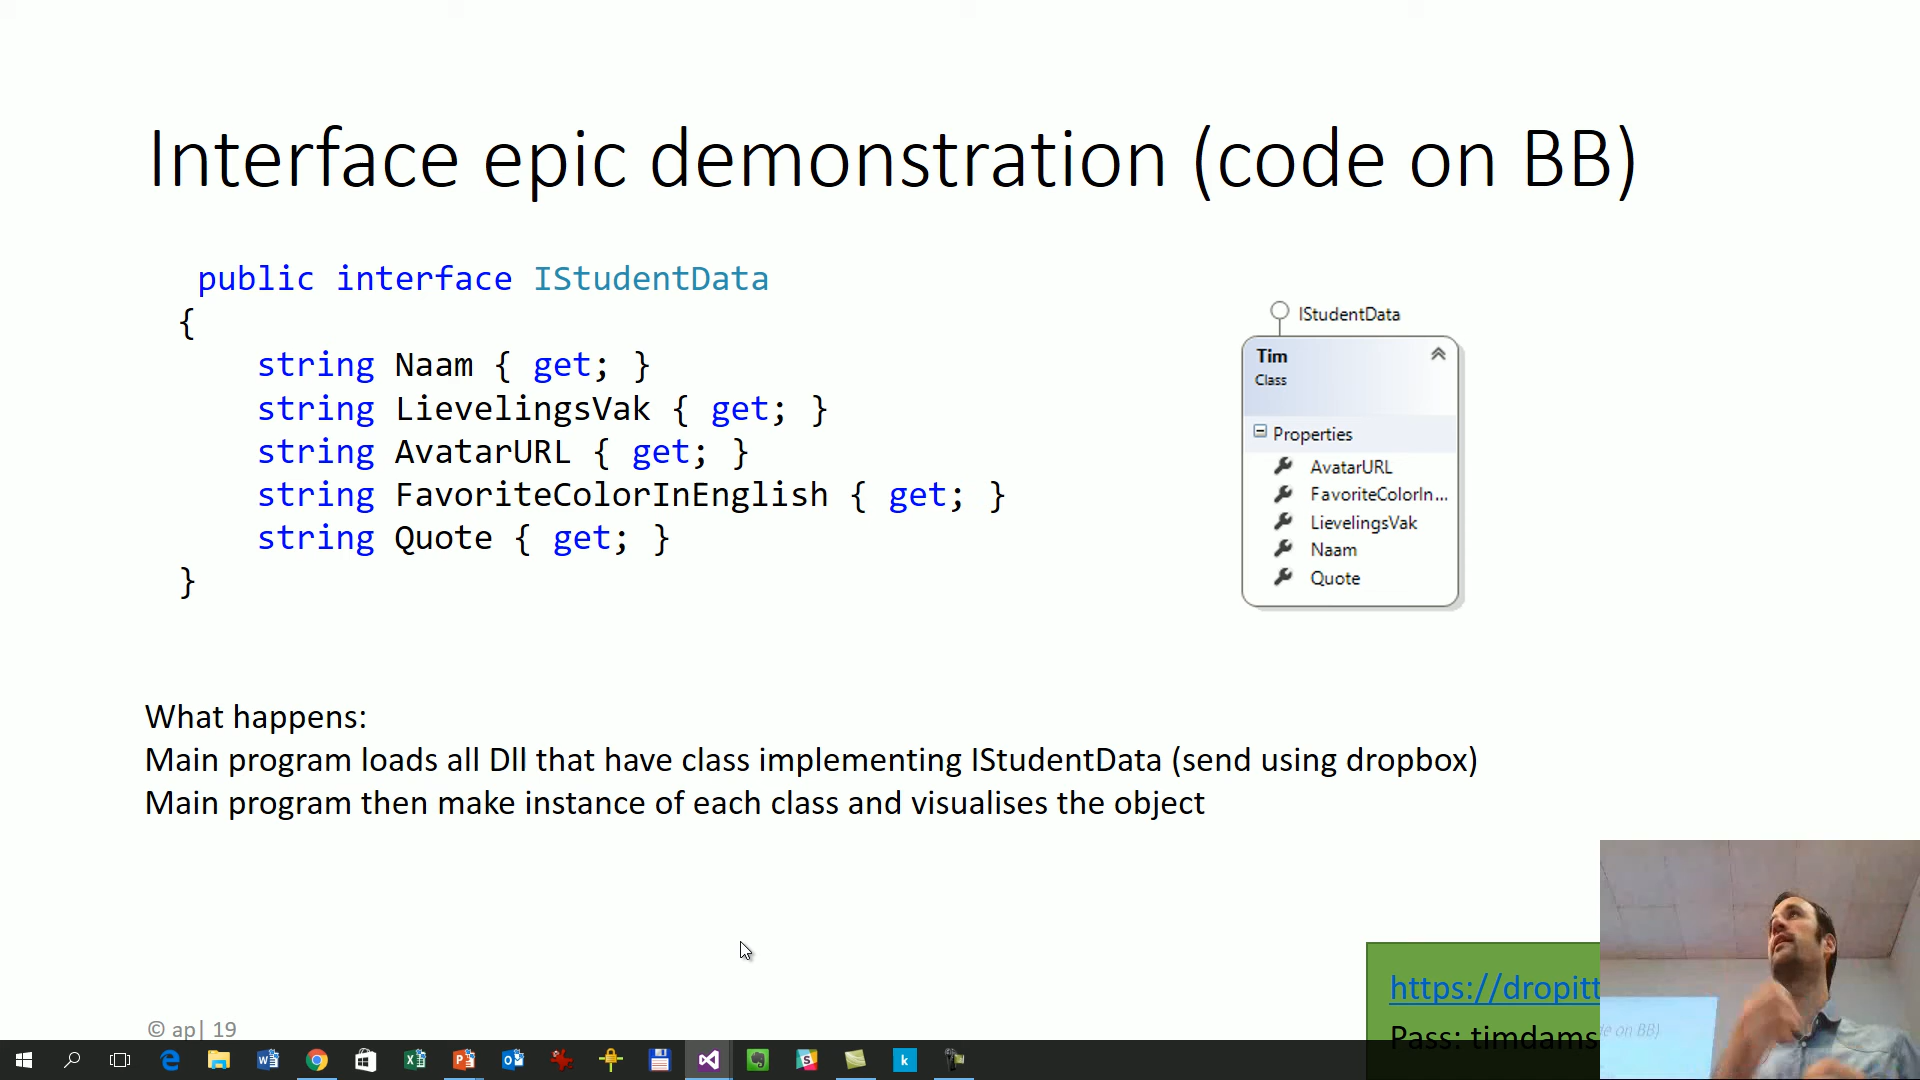 Interface epic demonstration (code on BB)
public interface IStudentData
{
string Naam { get; }
string LievelingsVak { get; }
string AvatarURL { get; }
string FavoriteColorInEnglish { get; }
string Quote { get; }
}
IStudentData
Tim
Class
Properties
AvatarURL
FavoriteColorIn...
LievelingsVak
Naam
Quote
What happens:
Main program loads all Dll that have class implementing IStudentData (send using dropbox)
Main program then make instance of each class and visualises the object
https://dropitt
Pass: timdams
de on BB)
© ap| 19